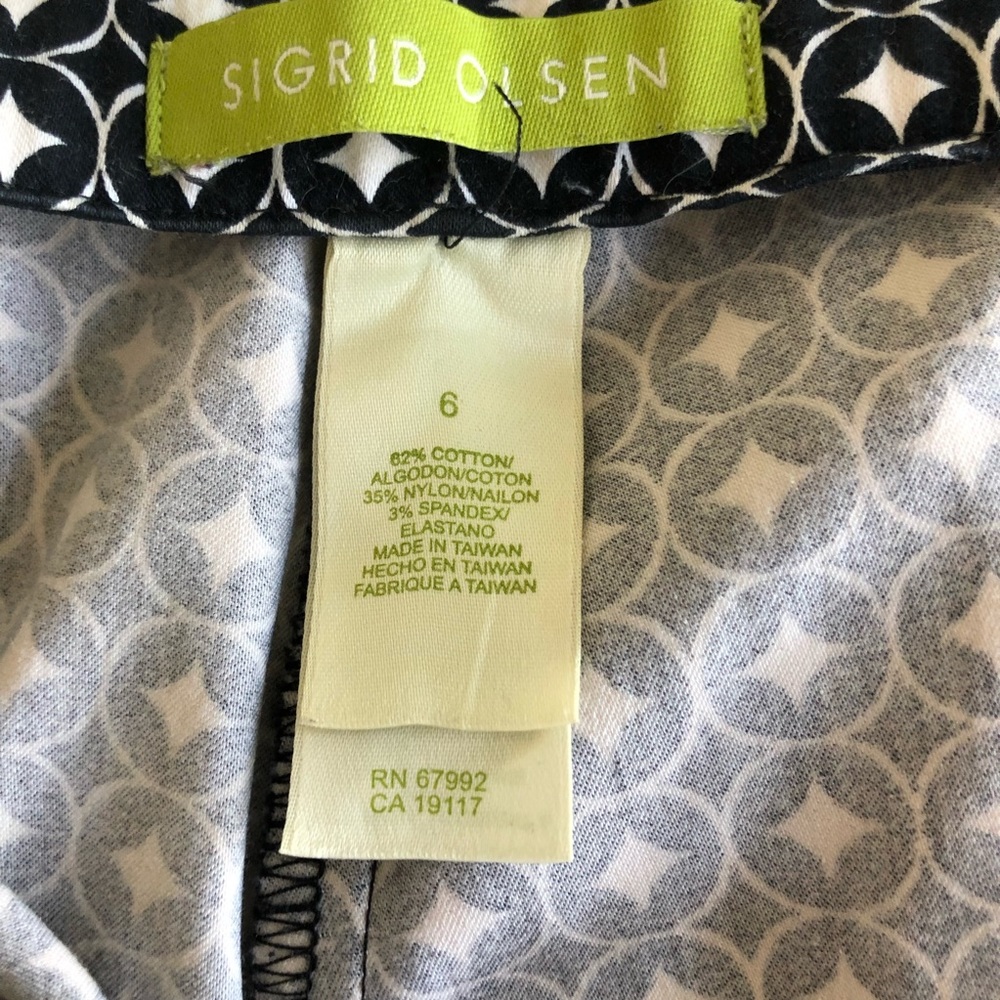 SIGRID OLSEN
6
62% COTTON/
ALGODON/COTON
35% NYLON/NAILON
3% SPANDEX/
ELASTANO
MADE IN TAIWAN
HECHO EN TAIWAN
FABRIQUE A TAIWAN
RN 67992
CA 19117